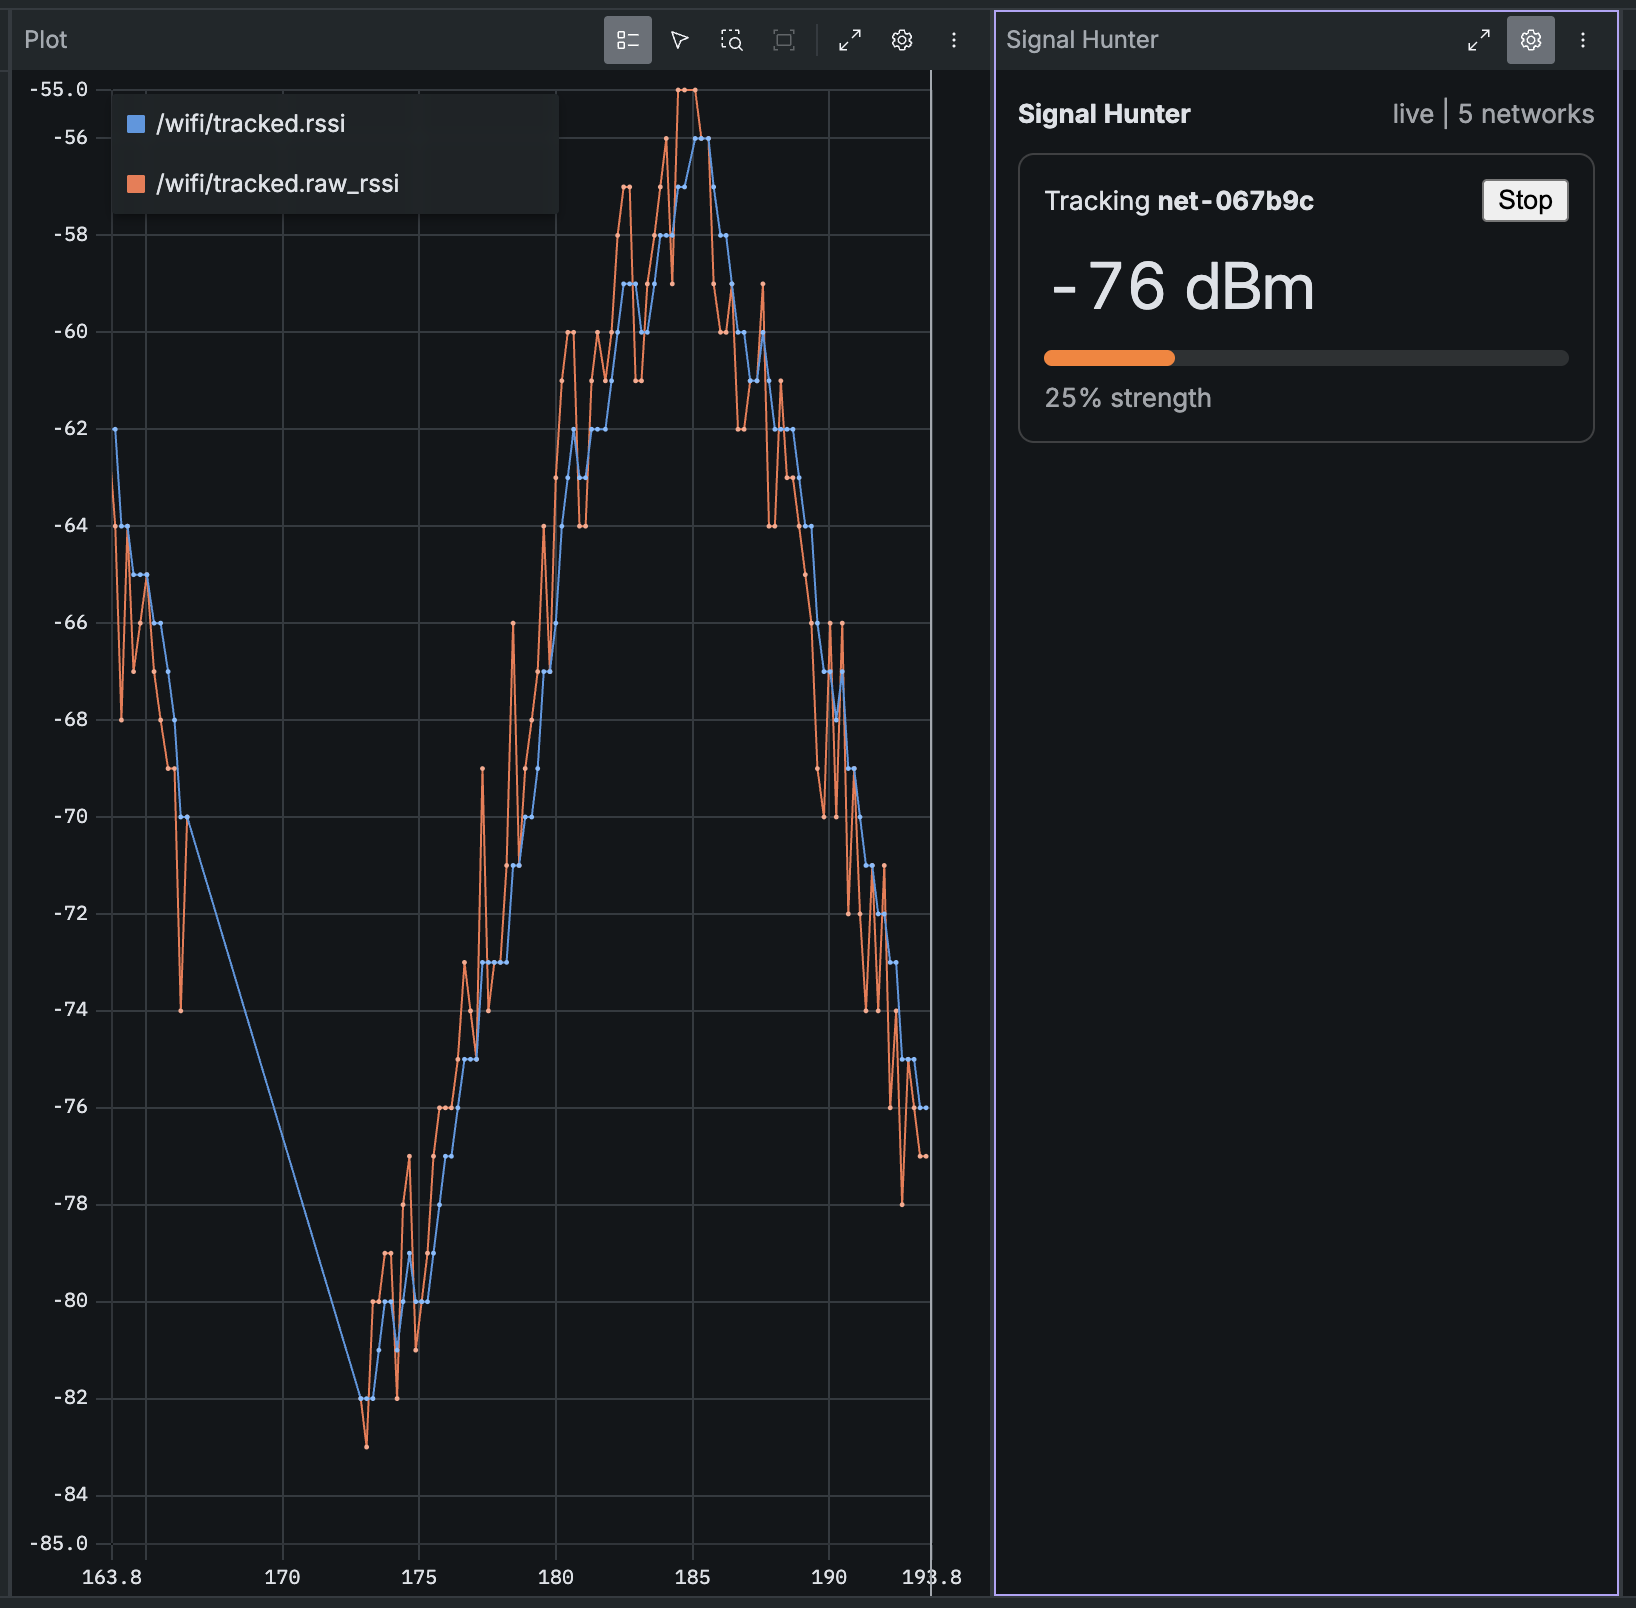 Plot
/wifi/tracked.rssi
/wifi/tracked.raw_rssi
-55.0
-56
-58
-60
-62
-64
-66
-68
-70
-72
-74
-76
-78
-80
-82
-84
-85.0
163.8 170 175 180 185 190 193.8
Signal Hunter
Signal Hunter live | 5 networks
Tracking net-067b9c Stop
-76 dBm
25% strength